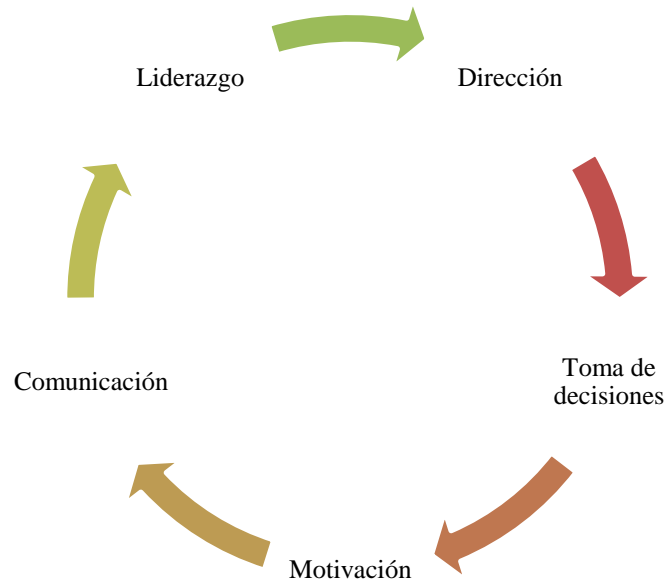 Liderazgo
Dirección
Toma de
decisiones
Motivación
Comunicación